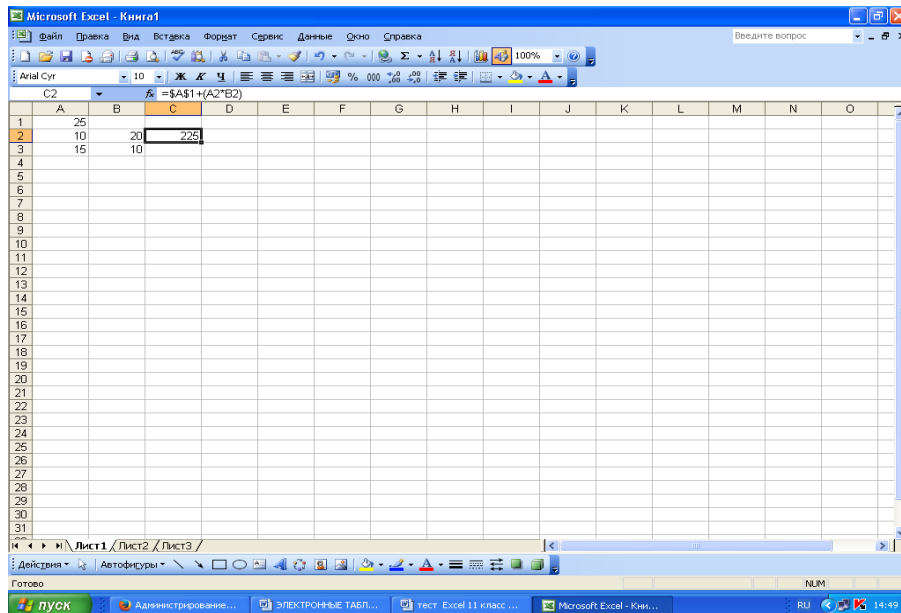 Microsoft Excel - Книга1
Файл Правка Вид Вставка Формат Сервис Данные Окно Справка Введите вопрос
100%
Arial Cyr 10 Ж К Ч % 000
C2 fx =$A$1+(A2*B2)
A B C D E F G H I J K L M N O
1 25
2 10 20 225
3 15 10
4
5
6
7
8
9
10
11
12
13
14
15
16
17
18
19
20
21
22
23
24
25
26
27
28
29
30
31
Лист1 Лист2 Лист3
Действия Автофигуры
Готово NUM
пуск Администрирование... ЭЛЕКТРОННЫЕ ТАБЛ... тест Excel 11 класс ... Microsoft Excel - Кни... RU 14:49